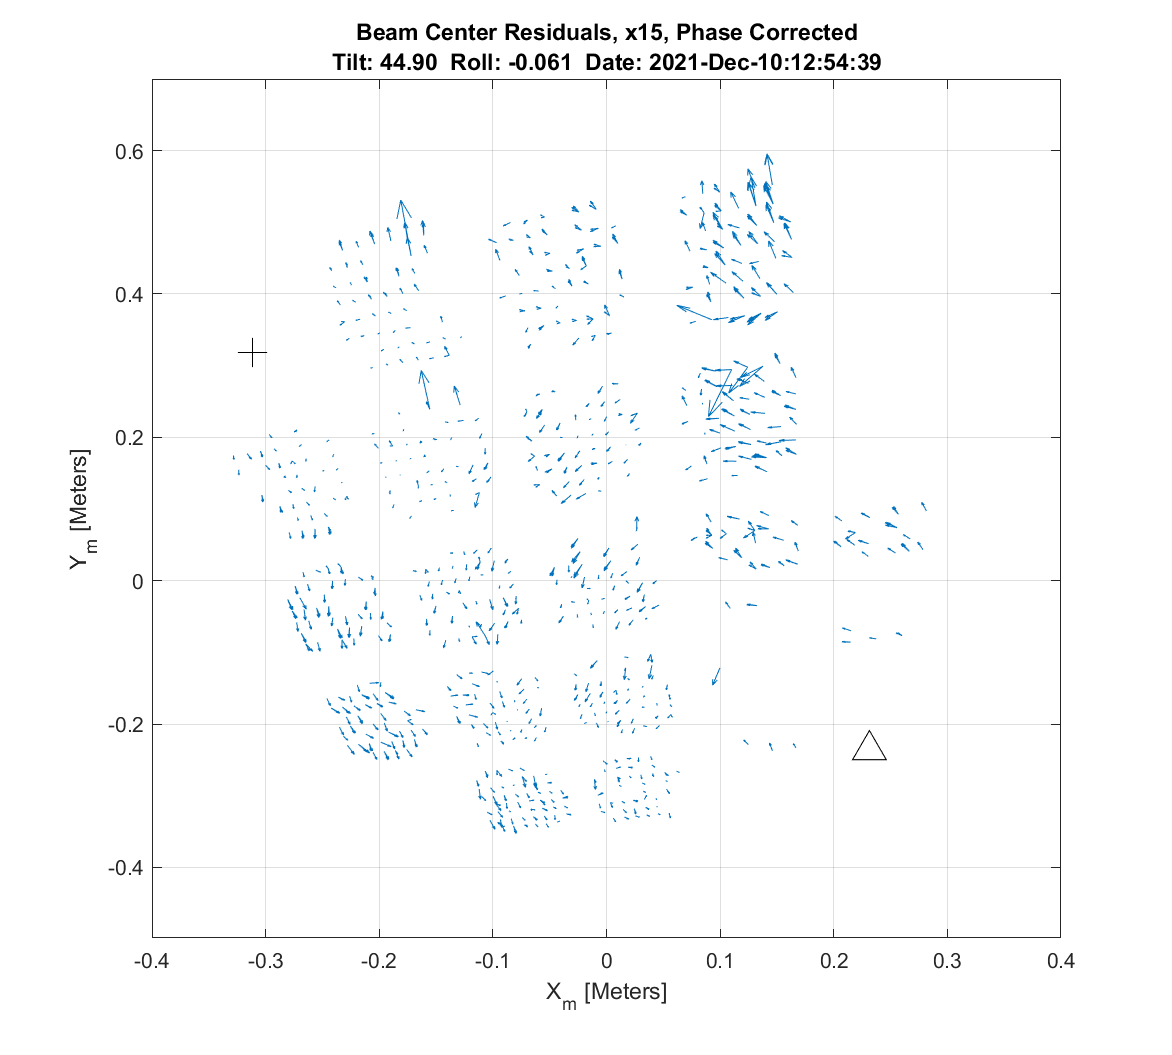 Beam Center Residuals, x15, Phase Corrected
Tilt: 44.90 Roll: -0.061 Date: 2021-Dec-10:12:54:39
0.6
0.4
0.2
0
-0.2
-0.4
Y_m [Meters]
-0.4 -0.3 -0.2 -0.1 0 0.1 0.2 0.3 0.4
X_m [Meters]